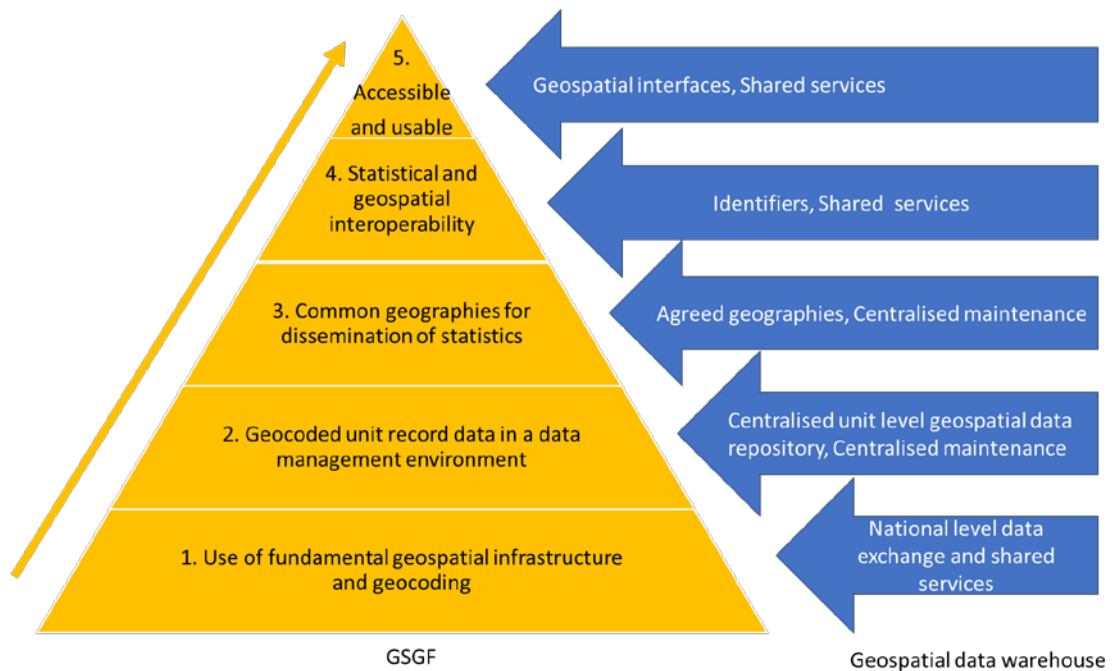 5.
Accessible
and usable
Geospatial interfaces, Shared services
4. Statistical and
geospatial
interoperability
Identifiers, Shared services
3. Common geographies for
dissemination of statistics
Agreed geographies, Centralised maintenance
2. Geocoded unit record data in a data
management environment
Centralised unit level geospatial data
repository, Centralised maintenance
1. Use of fundamental geospatial infrastructure
and geocoding
National level data
exchange and shared
services
GSGF
Geospatial data warehouse